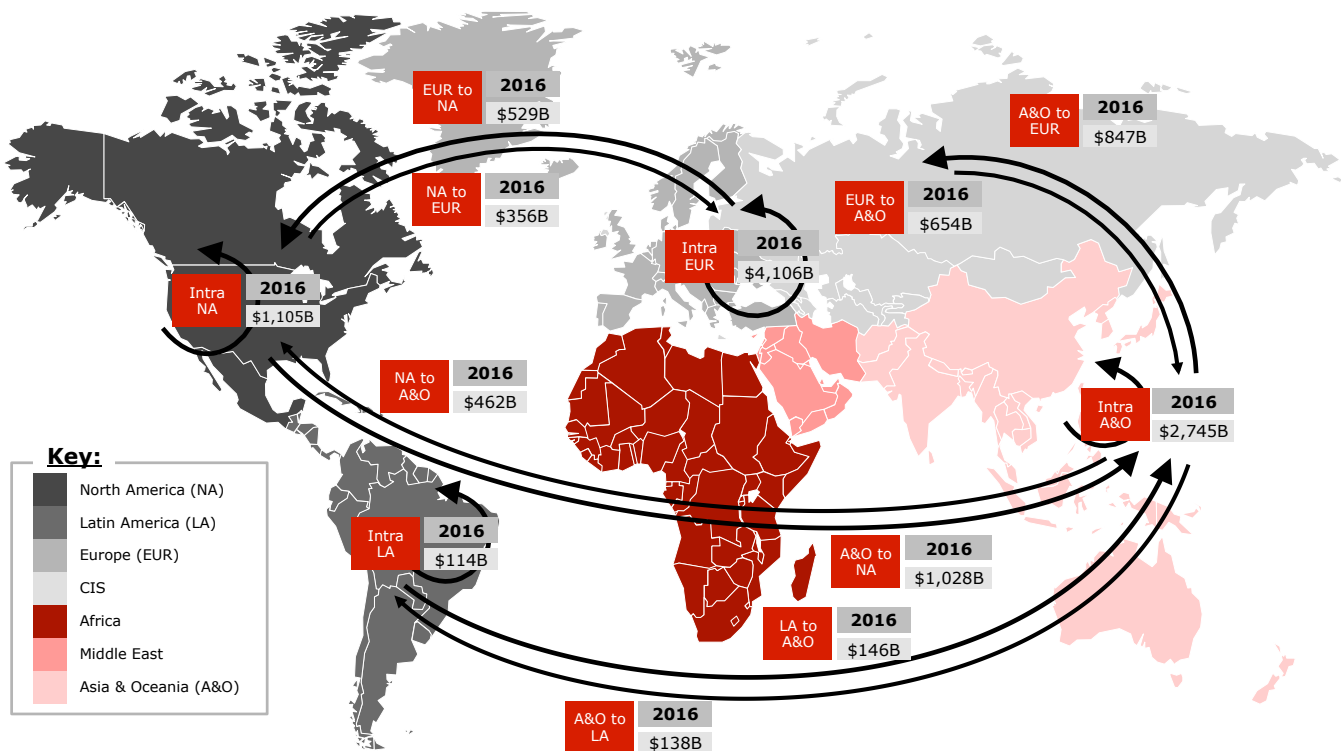 EUR to
NA
2016
$529B
A&O to
EUR
2016
$847B
NA to
EUR
2016
$356B
EUR to
A&O
2016
$654B
Intra
EUR
2016
$4,106B
Intra
NA
2016
$1,105B
NA to
A&O
2016
$462B
Intra
A&O
2016
$2,745B
Key:
North America (NA)
Latin America (LA)
Europe (EUR)
CIS
Africa
Middle East
Asia & Oceania (A&O)
Intra
LA
2016
$114B
A&O to
NA
2016
$1,028B
LA to
A&O
2016
$146B
A&O to
LA
2016
$138B